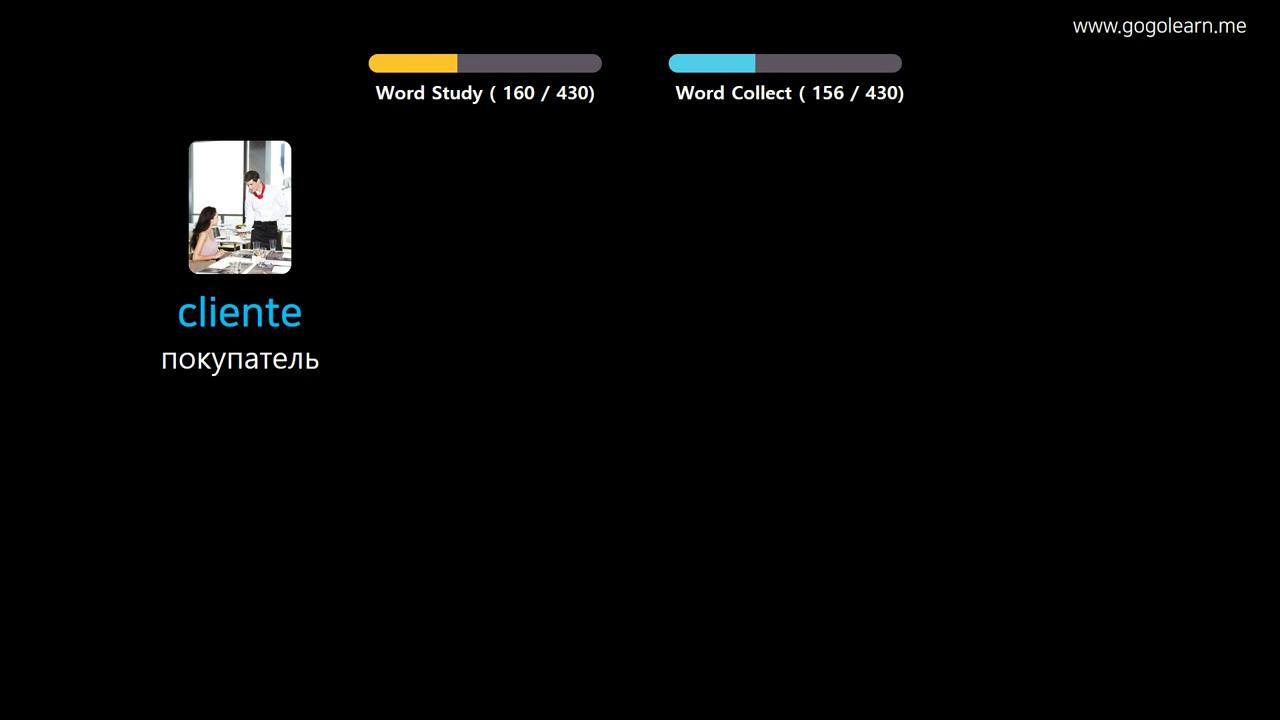 www.gogolearn.me
Word Study ( 160 / 430)
Word Collect ( 156 / 430)
cliente
покупатель